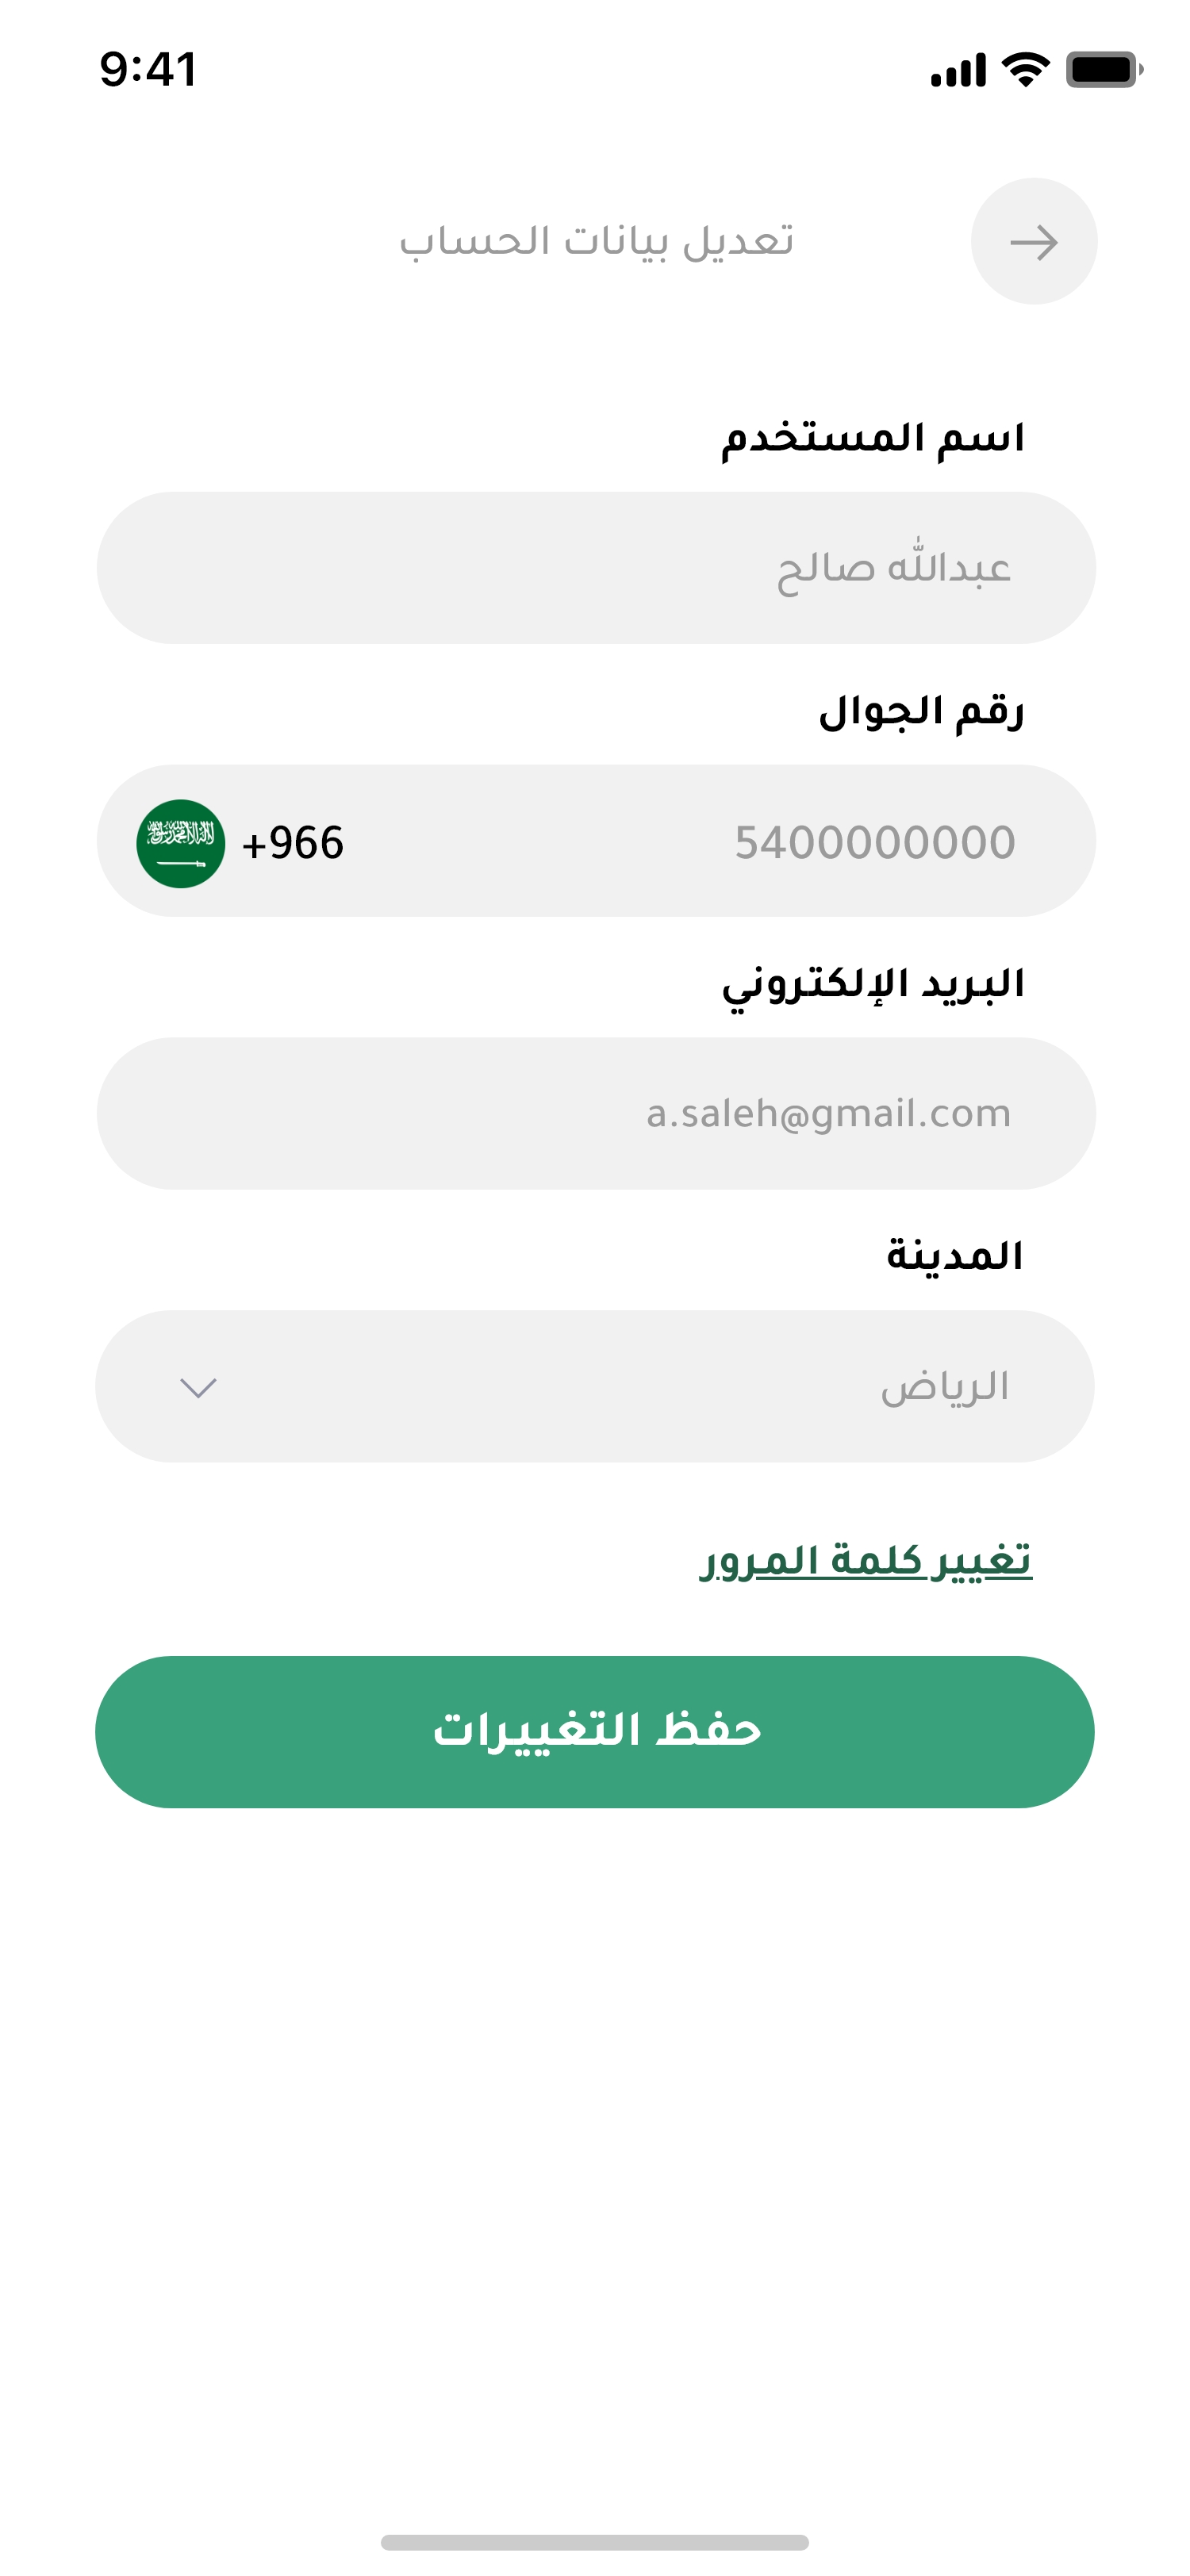 9:41
تعديل بيانات الحساب
اسم المستخدم
عبدالله صالح
رقم الجوال
+966 5400000000
البريد الإلكتروني
a.saleh@gmail.com
المدينة
الرياض
تغيير كلمة المرور
حفظ التغييرات